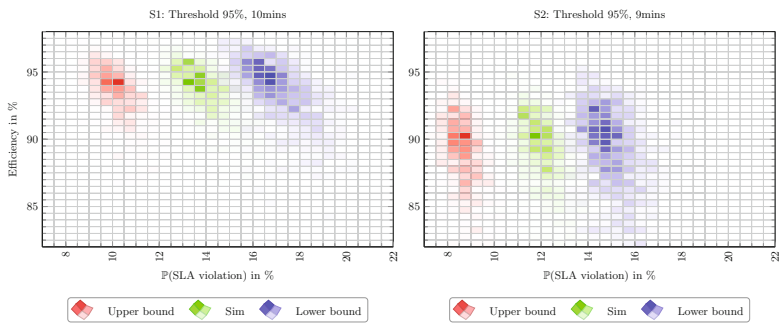 S1: Threshold 95%, 10mins
S2: Threshold 95%, 9mins
Efficiency in %
95
90
85
8 10 12 14 16 18 20 22
ℙ(SLA violation) in %
95
90
85
8 10 12 14 16 18 20 22
ℙ(SLA violation) in %
Upper bound Sim Lower bound
Upper bound Sim Lower bound